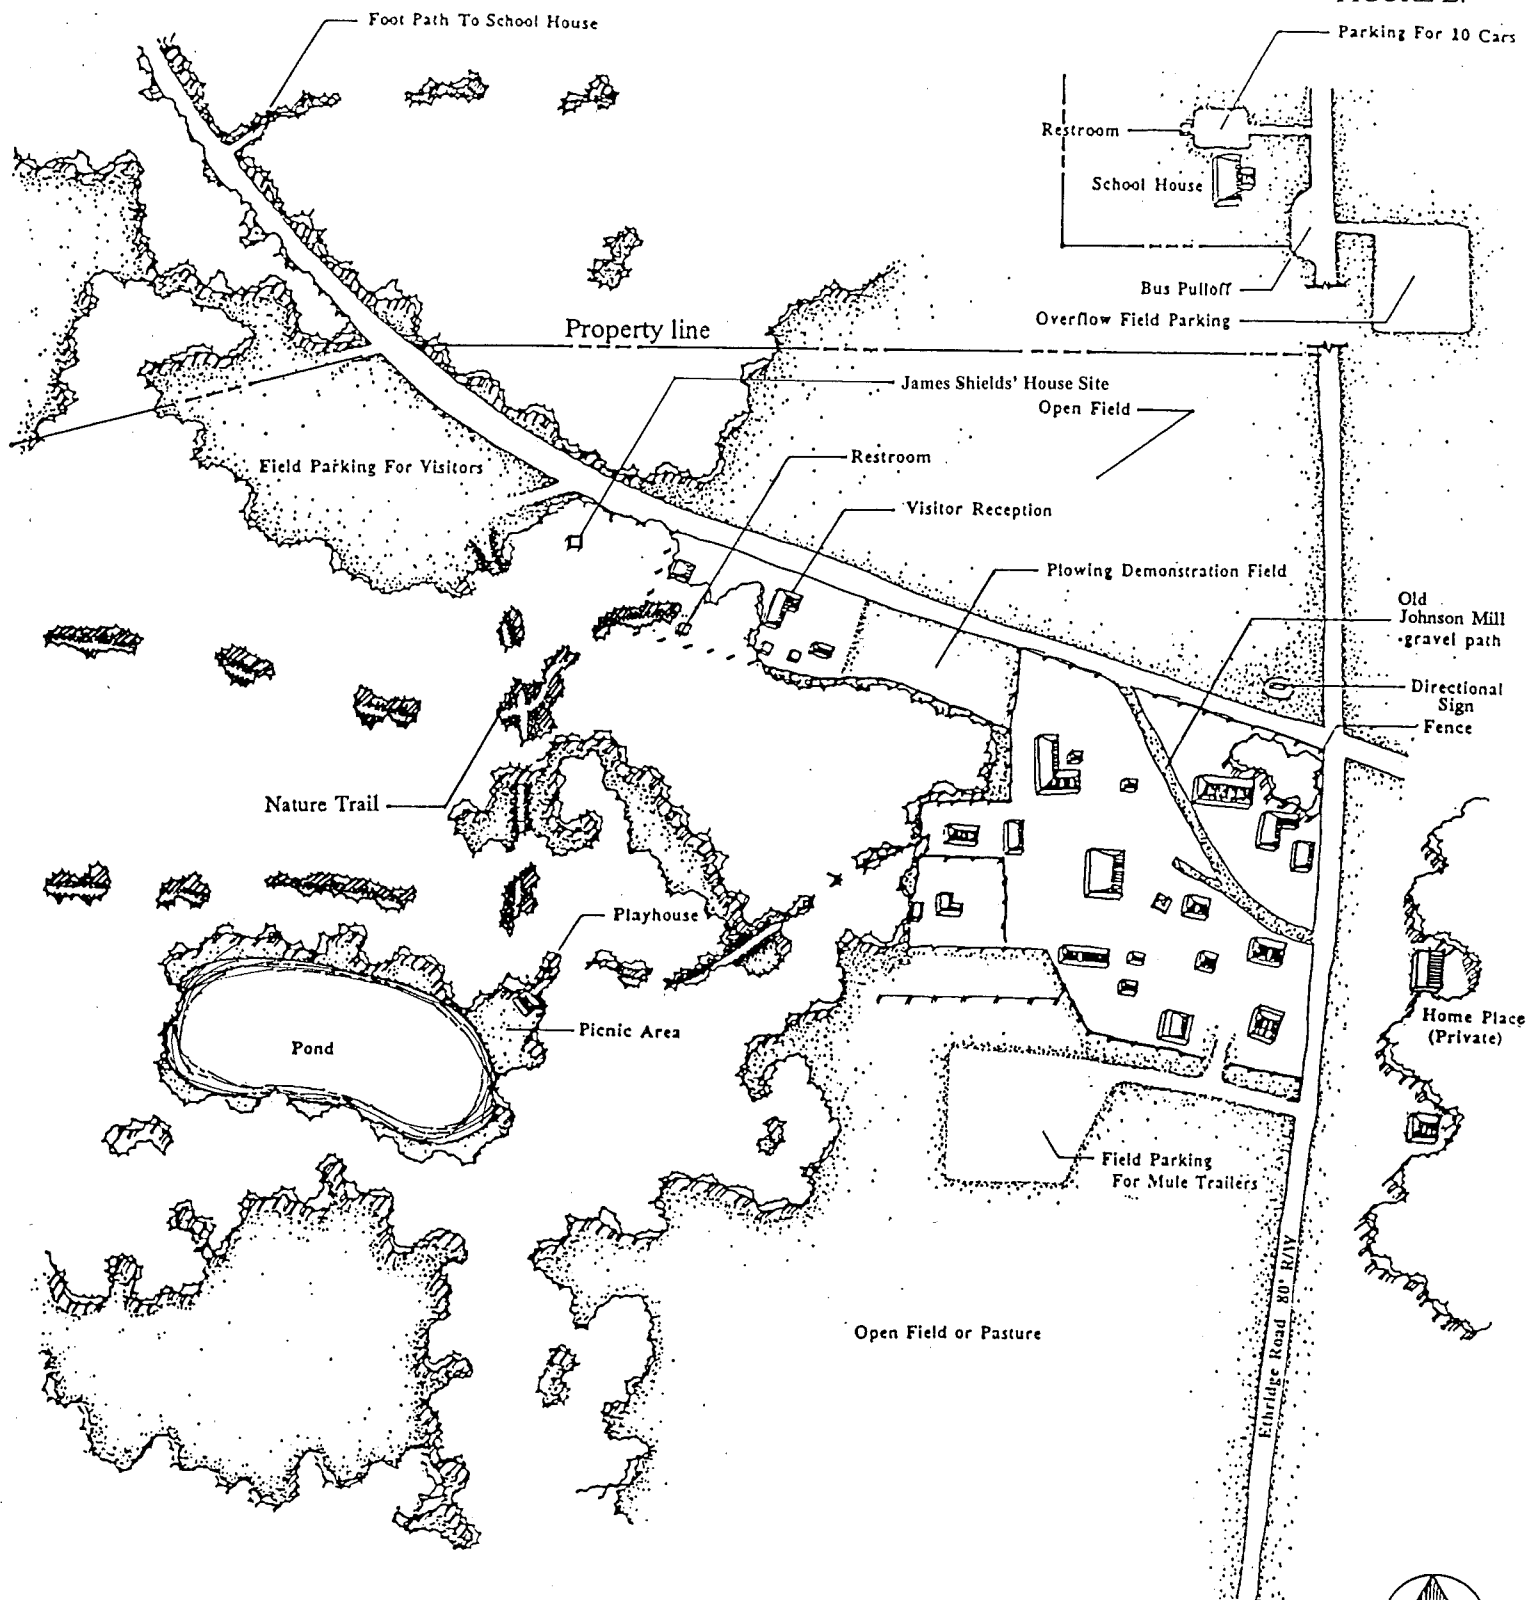 Foot Path To School House
Parking For 10 Cars
Restroom
School House
Bus Pulloff
Overflow Field Parking
Property line
James Shields' House Site
Open Field
Restroom
Field Parking For Visitors
Visitor Reception
Plowing Demonstration Field
Old
Johnson Mill
-gravel path
Directional
Sign
Fence
Nature Trail
Playhouse
Picnic Area
Pond
Home Place
(Private)
Field Parking
For Mule Trailers
Open Field or Pasture
Ethridge Road 80' R/W